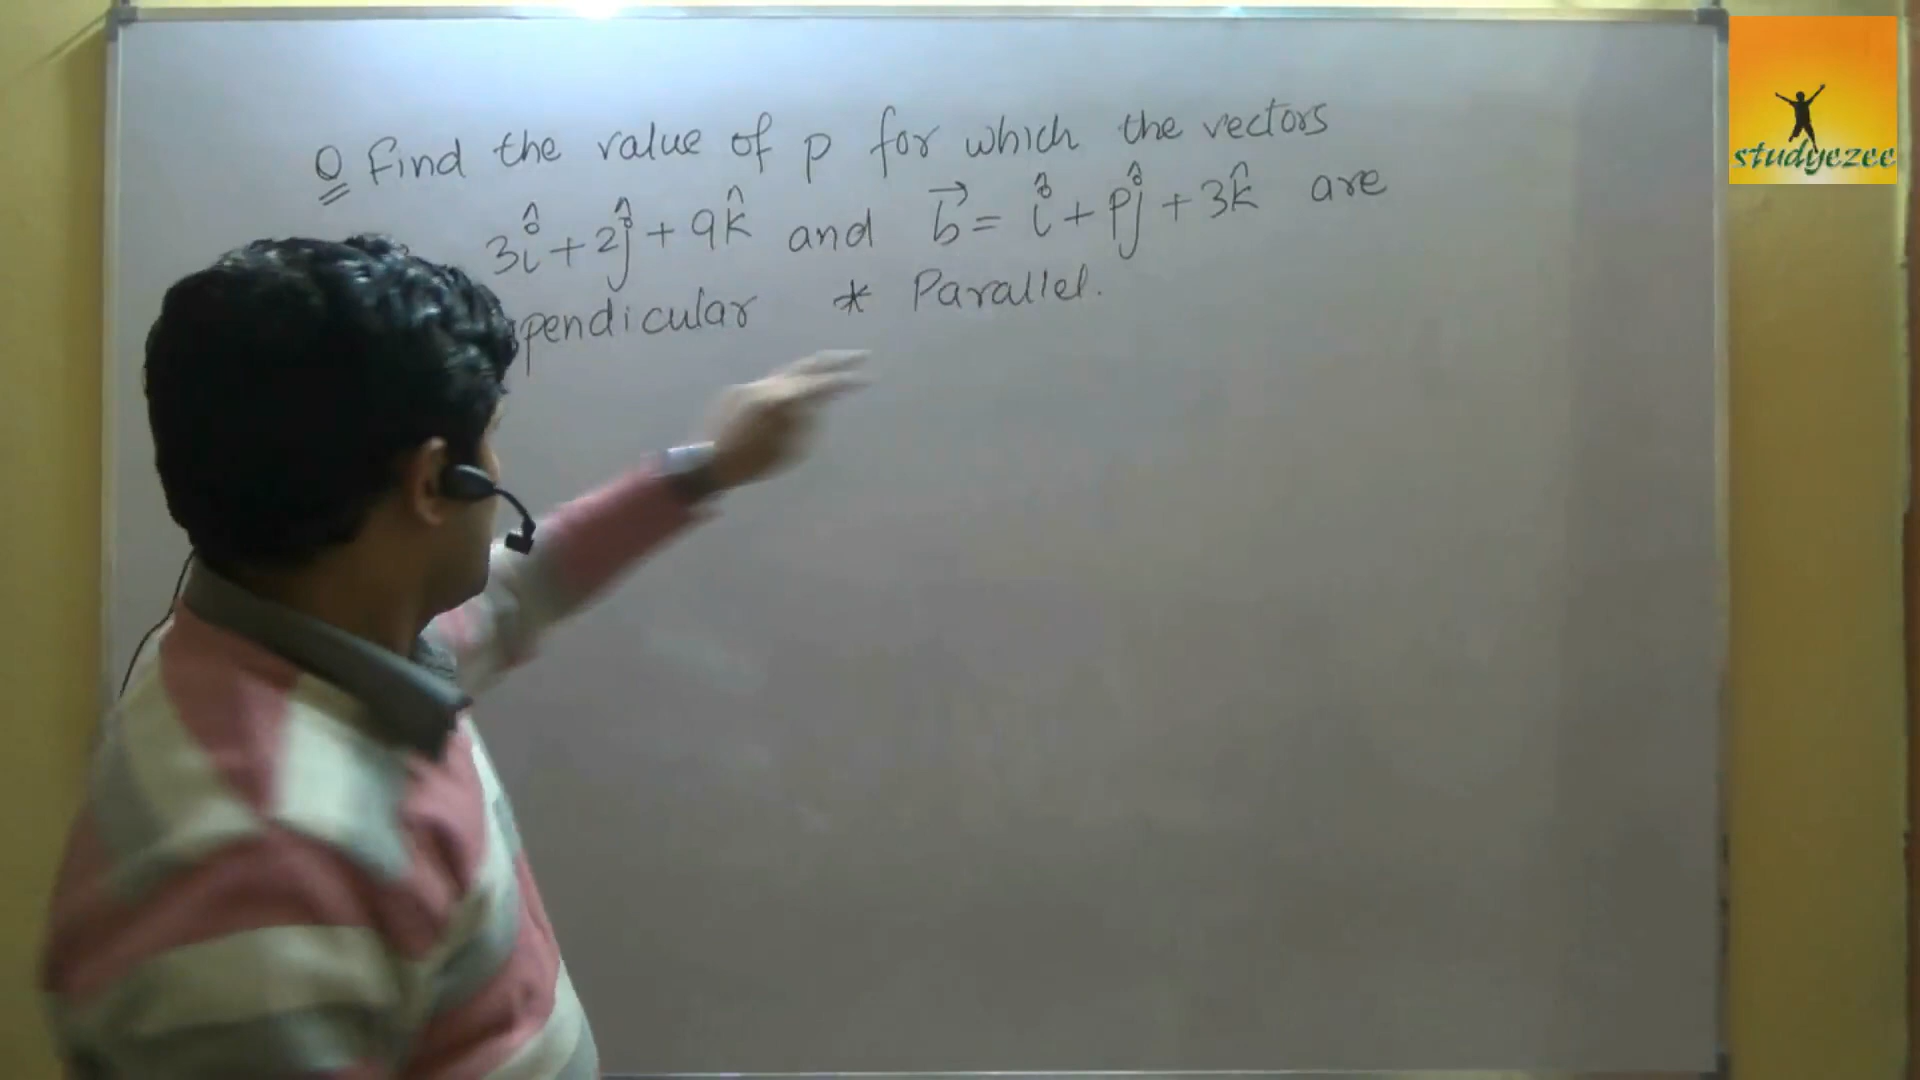 Q Find the value of p for which the vectors
3î + 2ĵ + 9k̂ and b⃗ = î + pĵ + 3k̂ are
pendicular * Parallel.
studyezee